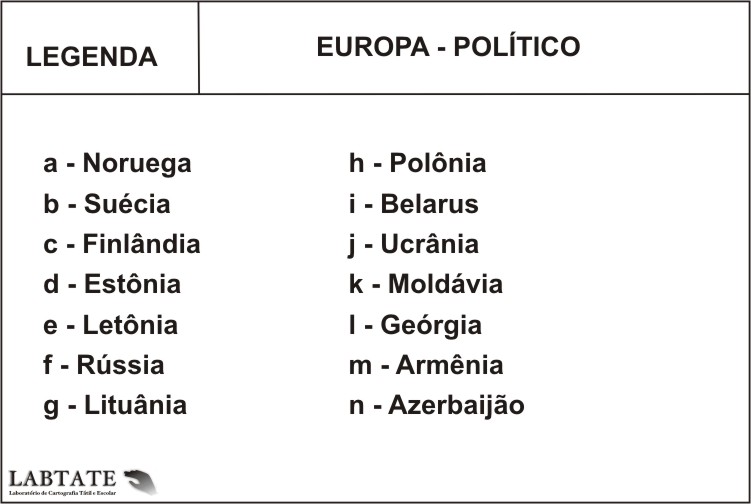 LEGENDA
EUROPA - POLÍTICO
a - Noruega
b - Suécia
c - Finlândia
d - Estônia
e - Letônia
f - Rússia
g - Lituânia
h - Polônia
i - Belarus
j - Ucrânia
k - Moldávia
l - Geórgia
m - Armênia
n - Azerbaijão
LABTATE
Laboratório de Cartografia Tátil e Escolar